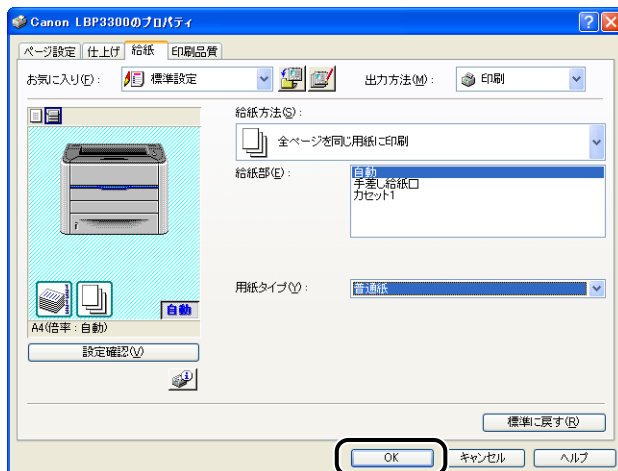 Canon LBP3300のプロパティ
ページ設定 仕上げ 給紙 印刷品質
お気に入り(F): 標準設定 出力方法(M): 印刷
給紙方法(S):
全ページを同じ用紙に印刷
給紙部(E): 自動
手差し給紙口
カセット1
用紙タイプ(Y): 普通紙
自動
A4(倍率:自動)
設定確認(V)
標準に戻す(R)
OK キャンセル ヘルプ